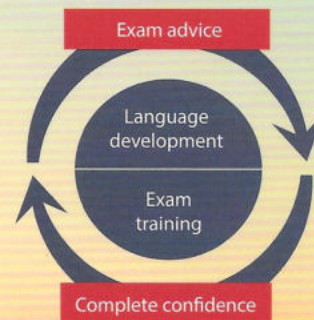 Exam advice
Language
development
Exam
training
Complete confidence